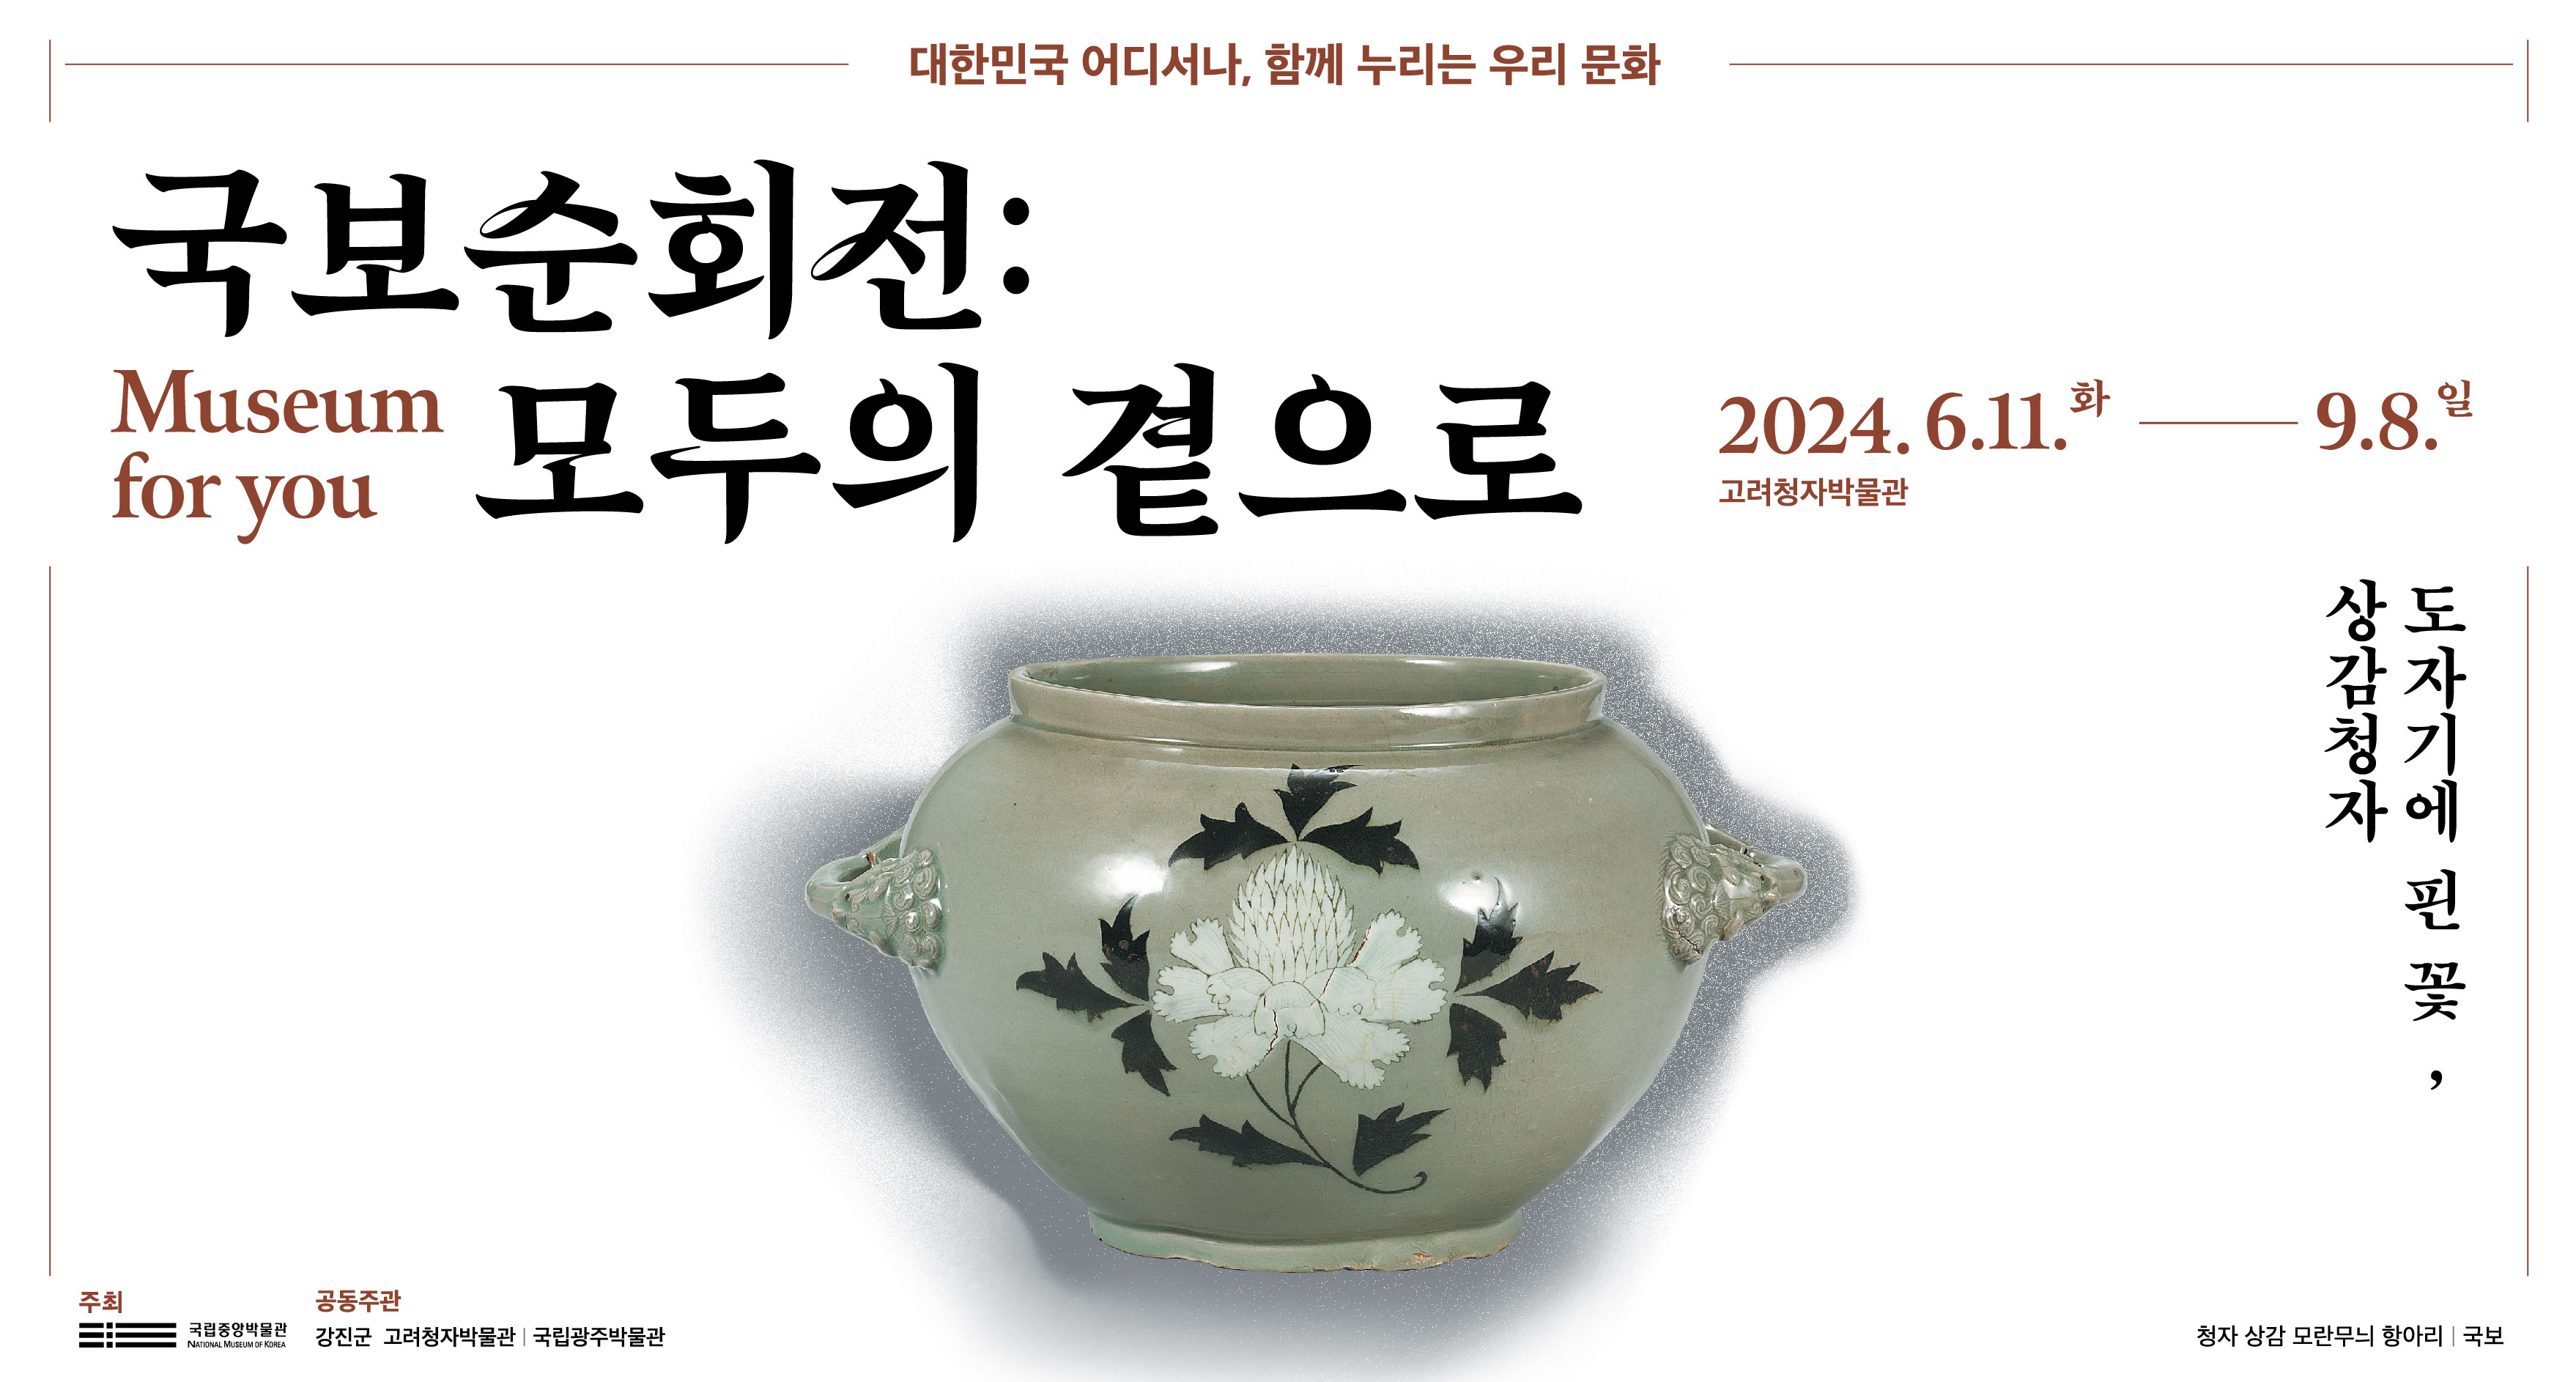 대한민국 어디서나, 함께 누리는 우리 문화
국보순회전:
Museum
for you
모두의 곁으로
2024. 6.11.화 9.8.일
고려청자박물관
도자기에 핀 꽃,
상감청자
주최
국립중앙박물관
NATIONAL MUSEUM OF KOREA
공동주관
강진군 고려청자박물관 | 국립광주박물관
청자 상감 모란무늬 항아리 | 국보